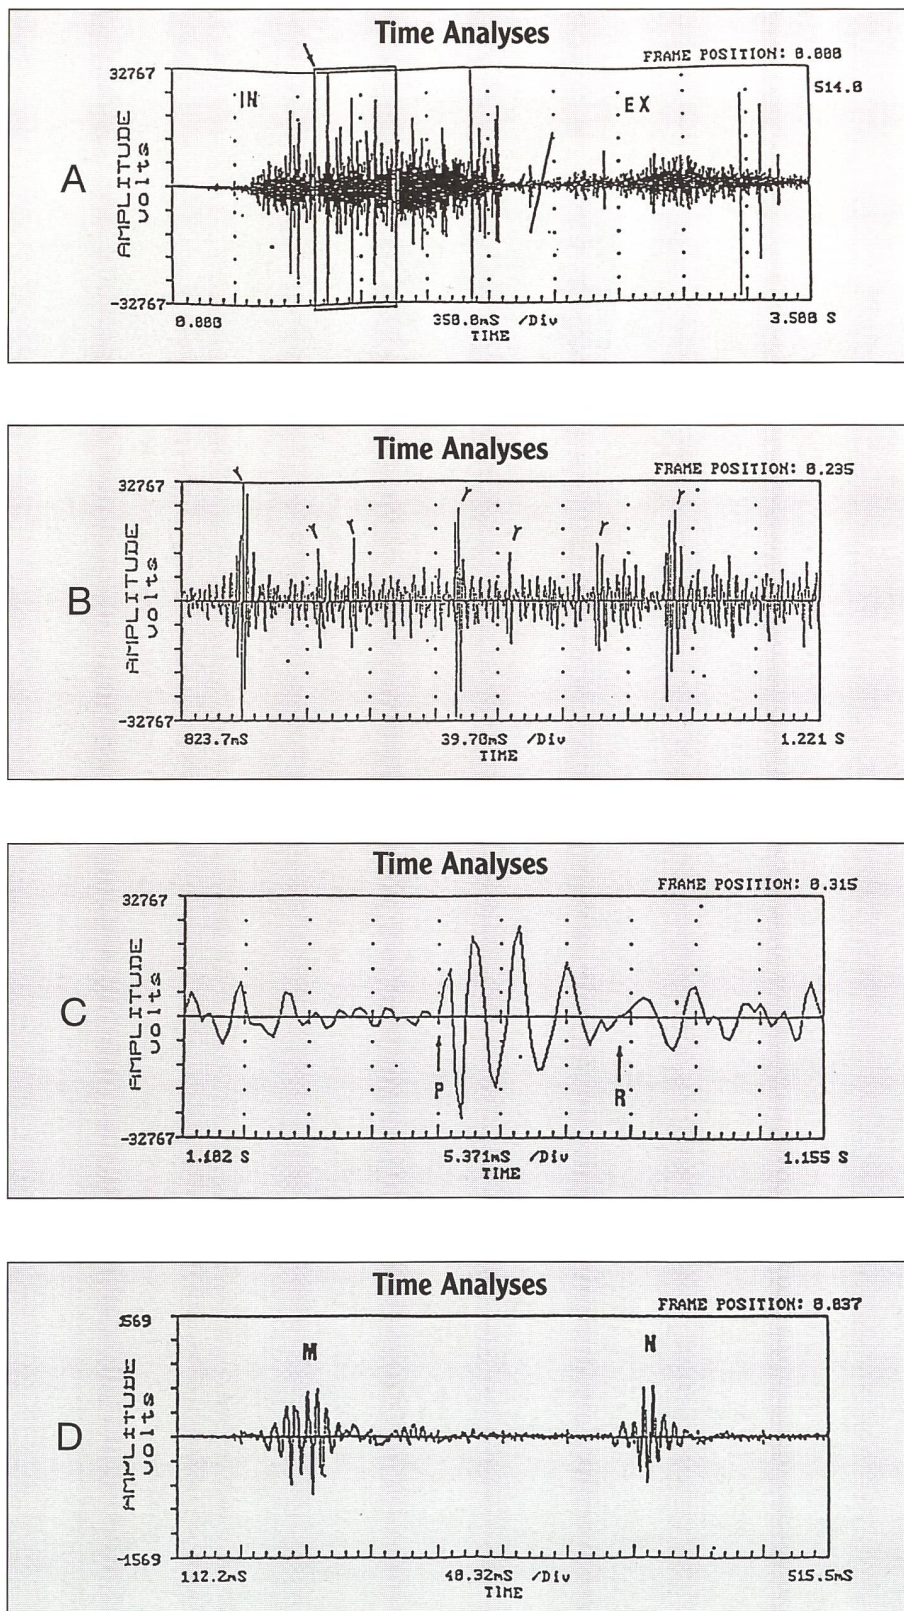 Time Analyses
FRAME POSITION: 0.000
32767
514.0
IN
EX
A
AMPLITUDE
volts
-32767
0.000
350.0mS /Div
3.500 S
TIME
Time Analyses
FRAME POSITION: 0.235
32767
B
AMPLITUDE
volts
-32767
823.7mS
39.70mS /Div
1.221 S
TIME
Time Analyses
FRAME POSITION: 0.315
32767
C
AMPLITUDE
volts
P
R
-32767
1.102 S
5.371mS /Div
1.155 S
TIME
Time Analyses
FRAME POSITION: 0.037
1569
M
N
D
AMPLITUDE
volts
-1569
112.2mS
40.32mS /Div
515.5mS
TIME